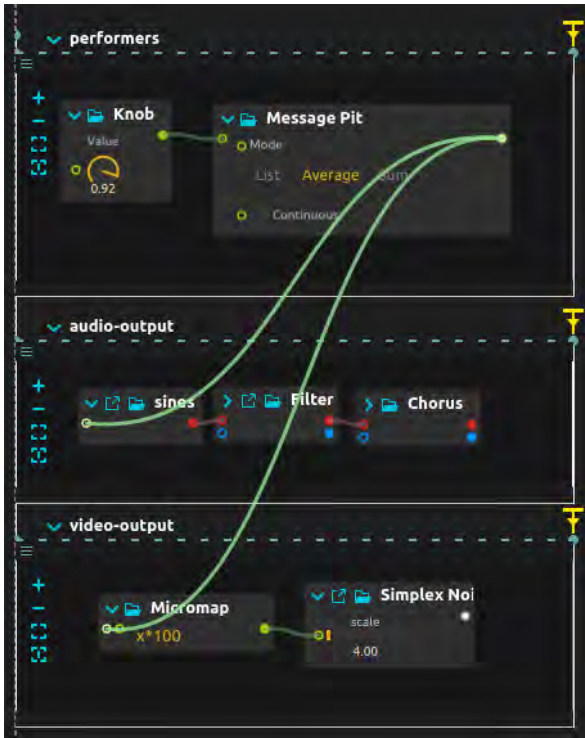 performers
Knob
Message Pit
Value
Mode
List Average Sum
0.92
Continuous
audio-output
sines Filter Chorus
video-output
Simplex Noi
Micromap
scale
x*100
4.00